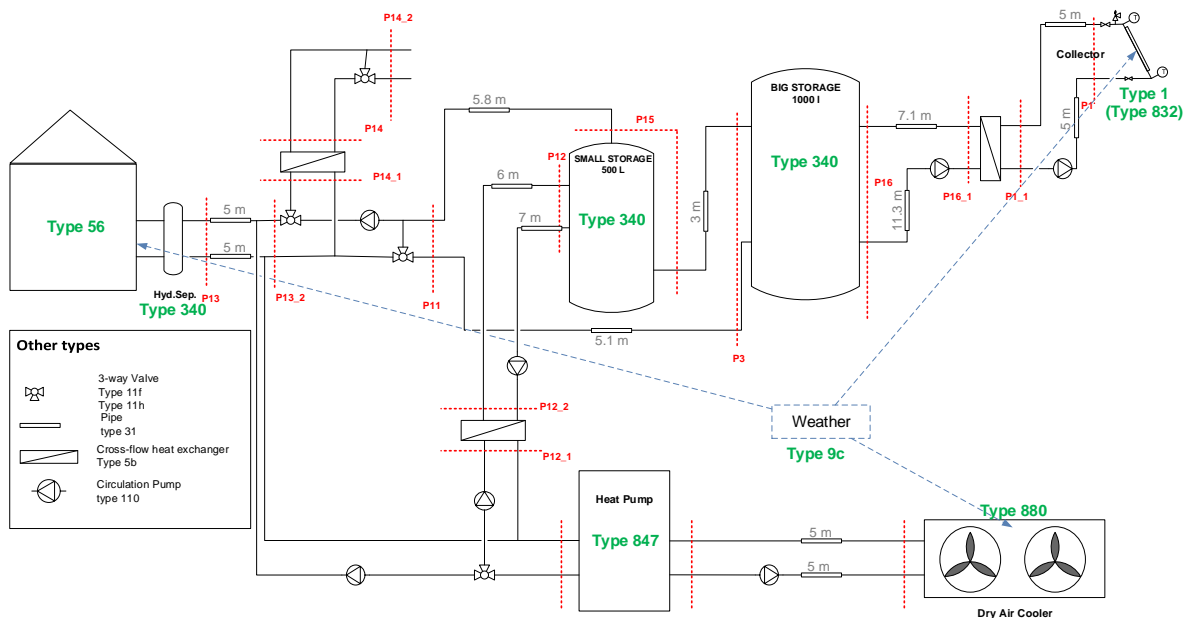 P14_2
5 m
Collector
P1
Type 1
(Type 832)
5 m
P14
5.8 m
P15
BIG STORAGE
1000 l
7.1 m
P14_1
P12
SMALL STORAGE
500 L
6 m
Type 340
Type 340
P16
P16_1
P1_1
5 m
Type 56
7 m
3 m
11.3 m
5 m
Hyd.Sep.
Type 340
P13
P13_2
P11
5.1 m
P3
Other types
3-way Valve
Type 11f
Type 11h
Pipe
type 31
Cross-flow heat exchanger
Type 5b
Circulation Pump
type 110
P12_2
P12_1
Weather
Type 9c
Heat Pump
Type 847
5 m
5 m
Type 880
Dry Air Cooler
T
T